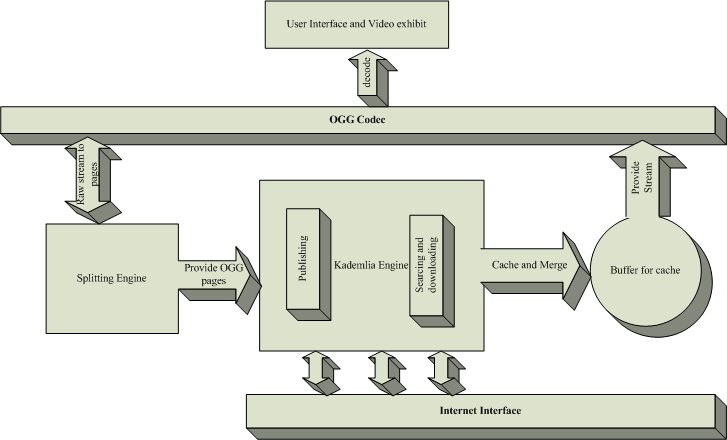 User Interface and Video exhibit
decode
OGG Codec
Raw stream to
pages
Provide
Stream
Splitting Engine
Provide OGG
pages
Publishing
Kademlia Engine
Searcing and
downloading
Cache and Merge
Buffer for cache
Internet Interface